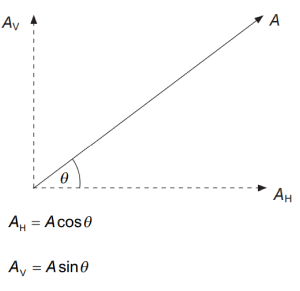 A_V
A
θ
A_H
A_H = A cos θ
A_V = A sin θ